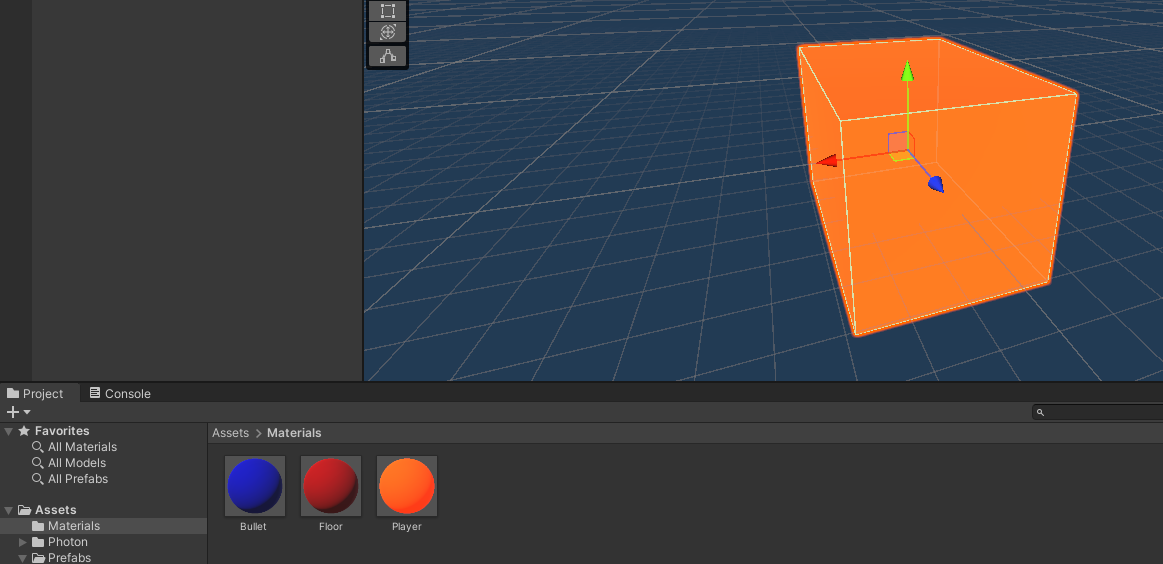 Project
Console
Favorites
All Materials
All Models
All Prefabs
Assets
Materials
Photon
Prefabs
Assets > Materials
Bullet
Floor
Player